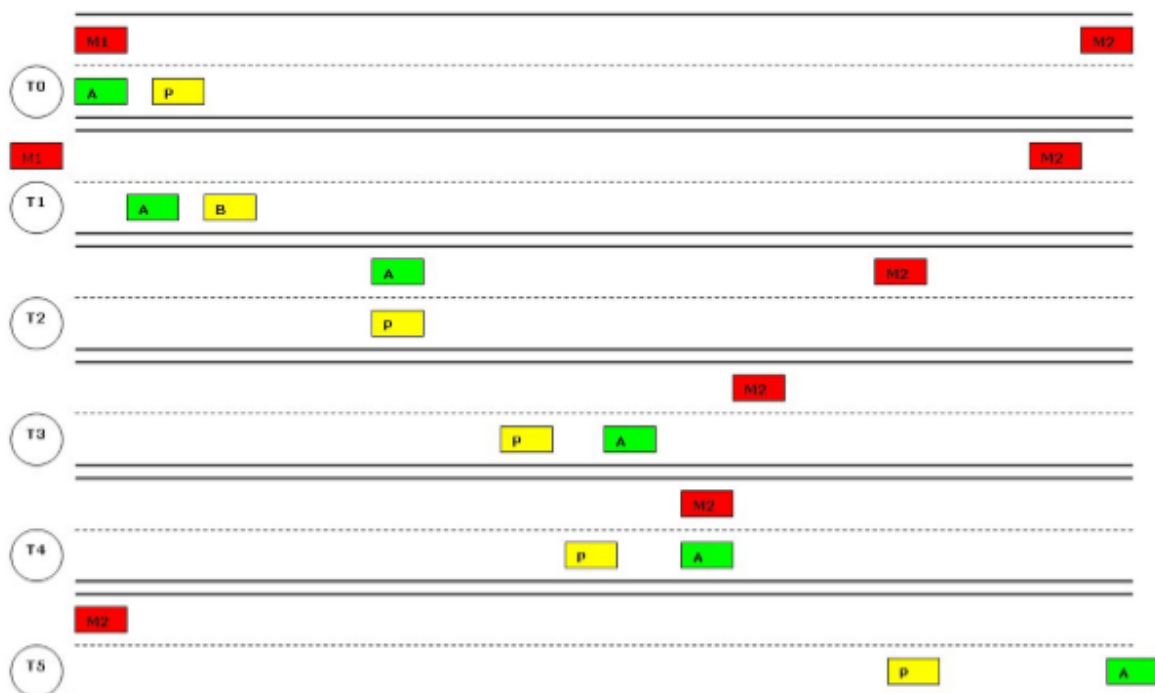 M1 M2
T0 A P
M1 M2
T1 A B
A M2
T2 P
M2
T3 P A
M2
T4 P A
M2
T5 P A